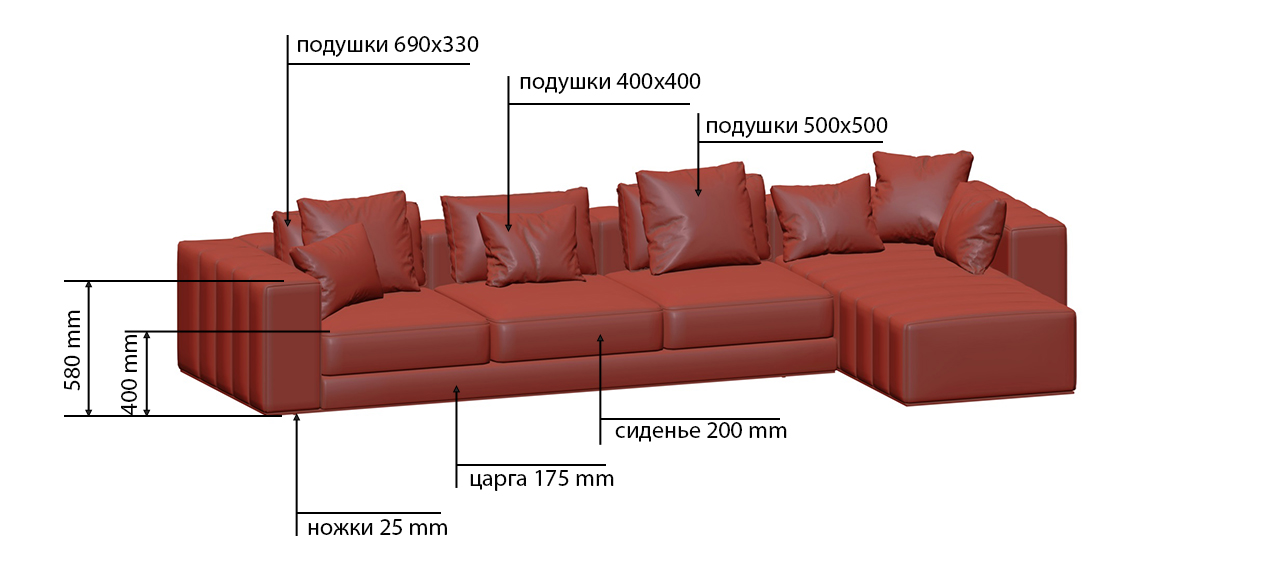 подушки 690x330
подушки 400x400
подушки 500x500
580 mm
400 mm
сиденье 200 mm
царга 175 mm
ножки 25 mm